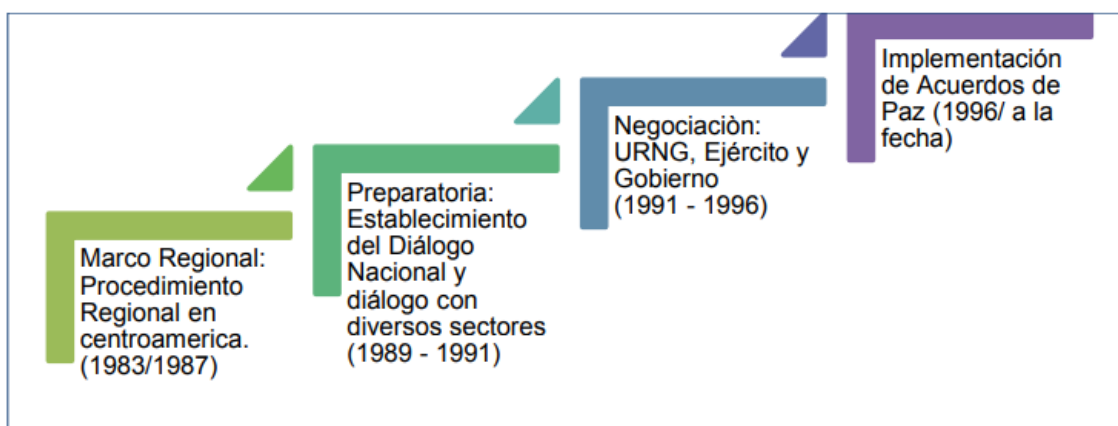 Marco Regional:
Procedimiento
Regional en
centroamerica.
(1983/1987)
Preparatoria:
Establecimiento
del Diálogo
Nacional y
diálogo con
diversos sectores
(1989 - 1991)
Negociaciòn:
URNG, Ejército y
Gobierno
(1991 - 1996)
Implementación
de Acuerdos de
Paz (1996/ a la
fecha)